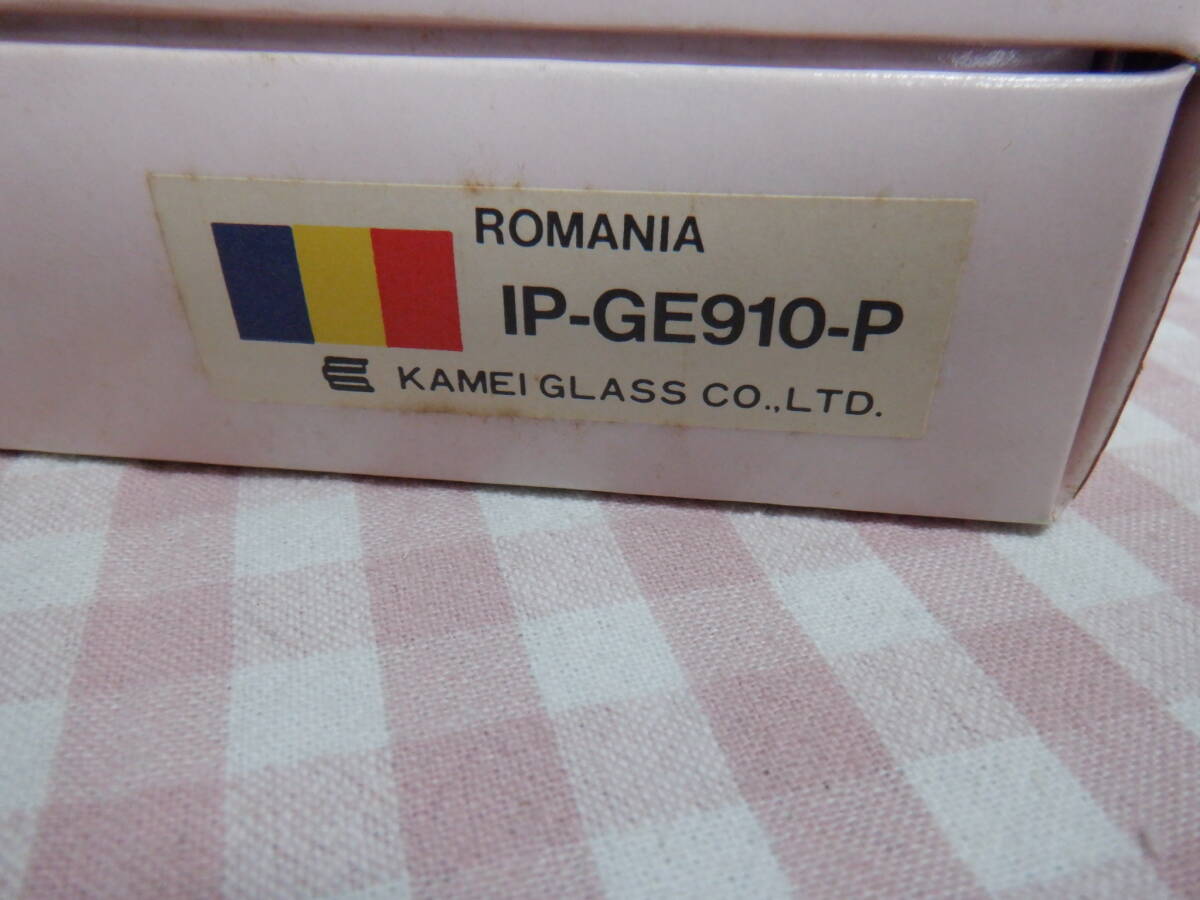 ROMANIA
IP-GE910-P
KAMEI GLASS CO.,LTD.